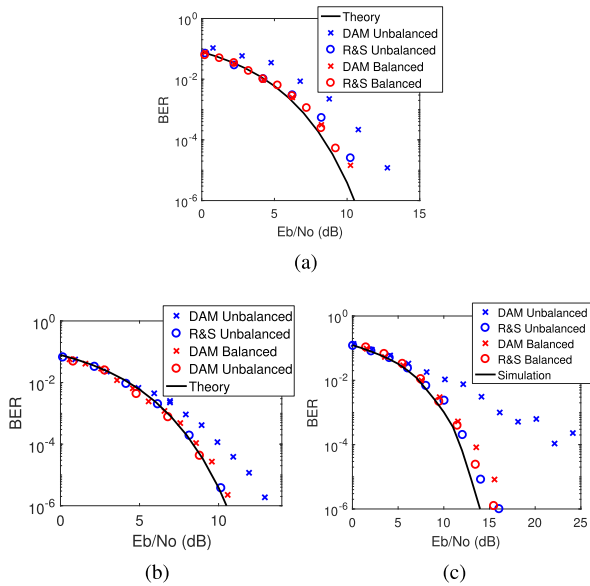 10^0
10^-2
10^-4
10^-6
BER
0
5
10
15
Eb/No (dB)
Theory
DAM Unbalanced
R&S Unbalanced
DAM Balanced
R&S Balanced
(a)
10^0
10^-2
10^-4
10^-6
BER
0
5
10
Eb/No (dB)
DAM Unbalanced
R&S Unbalanced
DAM Balanced
DAM Unbalanced
Theory
(b)
10^0
10^-2
10^-4
10^-6
BER
0
5
10
15
20
25
Eb/No (dB)
DAM Unbalanced
R&S Unbalanced
DAM Balanced
R&S Balanced
Simulation
(c)